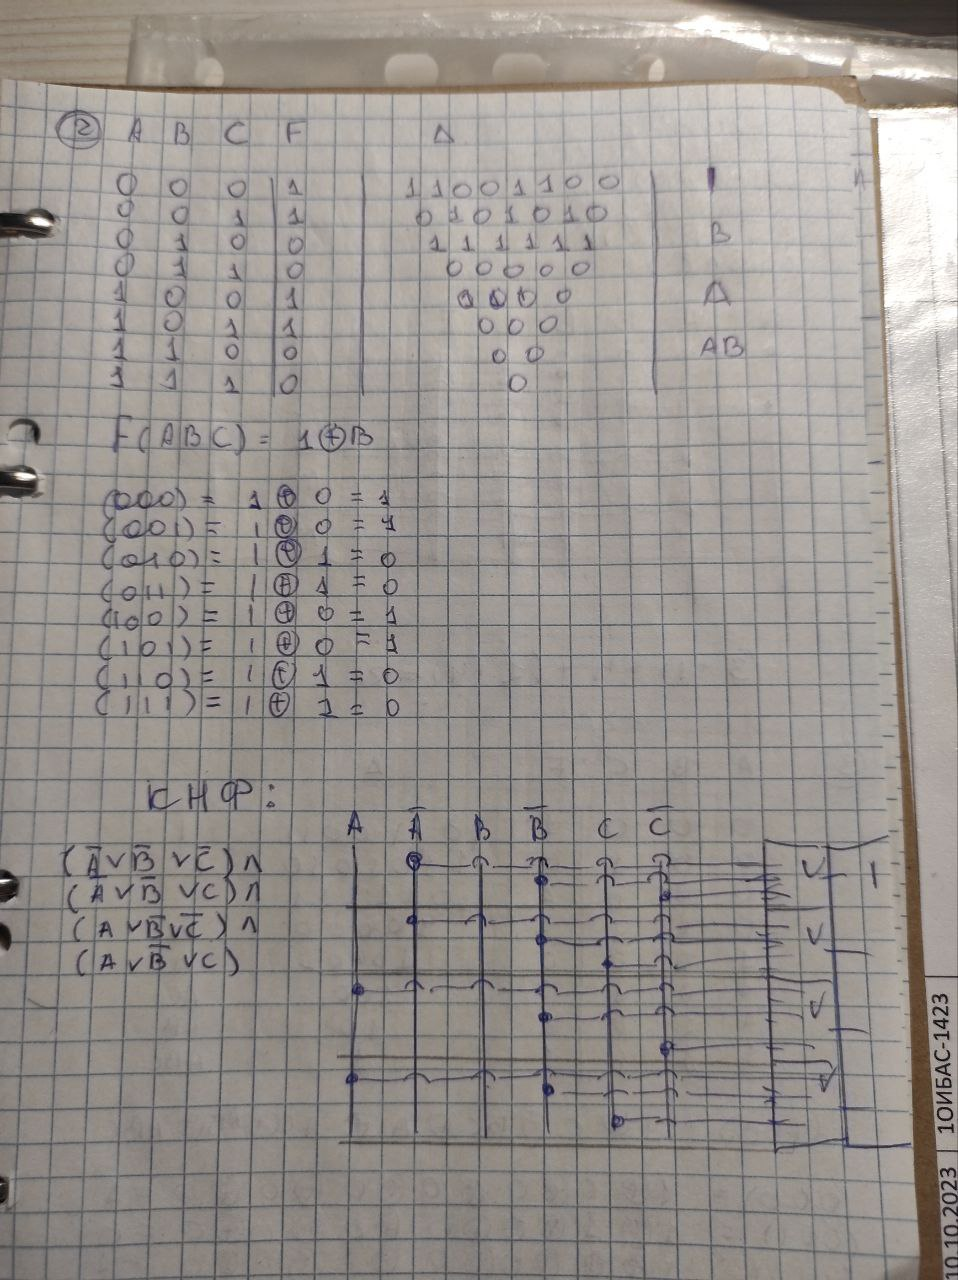 12 A B C F Δ
0 0 0 1 1 1 0 0 1 1 0 0 1
0 0 1 1 0 1 0 1 0 1 0
0 1 0 0 1 1 1 1 1 1 B
0 1 1 0 0 0 0 0 0
1 0 0 1 0 0 0 0 A
1 0 1 1 0 0 0
1 1 0 0 0 0 AB
1 1 1 0 0
F(ABC) = 1⊕B
(000) = 1 ⊕ 0 = 1
(001) = 1 ⊕ 0 = 1
(010) = 1 ⊕ 1 = 0
(011) = 1 ⊕ 1 = 0
(100) = 1 ⊕ 0 = 1
(101) = 1 ⊕ 0 = 1
(110) = 1 ⊕ 1 = 0
(111) = 1 ⊕ 1 = 0
КНФ:
A A̅ B B̅ C C̅
(A̅ ∨ B̅ ∨ C̅) ∧
(A ∨ B̅ ∨ C) ∧
(A ∨ B̅ ∨ C̅) ∧
(A ∨ B̅ ∨ C)
10.10.2023 | 1ОИБАС-1423